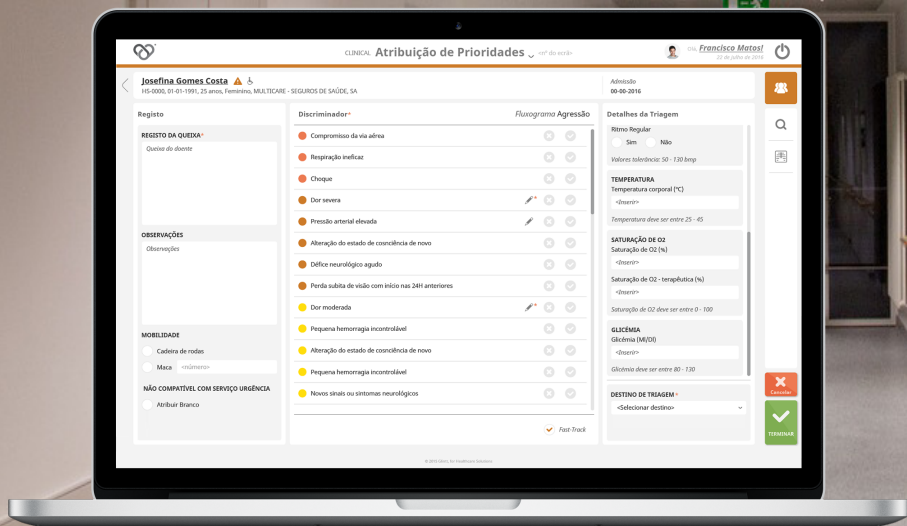 CLINICAL Atribuição de Prioridades <nº do ecrã>
Olá, Francisco Matos!
22 de julho de 2016
Josefina Gomes Costa
HS-0000, 01-01-1991, 25 anos, Feminino, MULTICARE - SEGUROS DE SAÚDE, SA
Admissão
00-00-2016
Registo
REGISTO DA QUEIXA*
Queixa do doente
OBSERVAÇÕES
Observações
MOBILIDADE
Cadeira de rodas
Maca <número>
NÃO COMPATÍVEL COM SERVIÇO URGÊNCIA
Atribuir Branco
Discriminador*
Fluxograma Agressão
Compromisso da via aérea
Respiração ineficaz
Choque
Dor severa
Pressão arterial elevada
Alteração do estado de cosnciência de novo
Défice neurológico agudo
Perda subita de visão com início nas 24H anteriores
Dor moderada
Pequena hemorragia incontrolável
Alteração do estado de cosnciência de novo
Pequena hemorragia incontrolável
Novos sinais ou sintomas neurológicos
Fast-Track
Detalhes da Triagem
Ritmo Regular
Sim Não
Valores tolerância: 50 - 130 bmp
TEMPERATURA
Temperatura corporal (ºC)
<Inserir>
Temperatura deve ser entre 25 - 45
SATURAÇÃO DE O2
Saturação de O2 (%)
<Inserir>
Saturação de O2 - terapêutica (%)
<Inserir>
Saturação de O2 deve ser entre 0 - 100
GLICÉMIA
Glicémia (Ml/Dl)
<Inserir>
Glicémia deve ser entre 80 - 130
DESTINO DE TRIAGEM*
<Selecionar destino>
Cancelar
TERMINAR